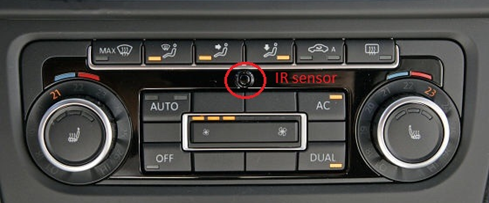 MAX
A
IR sensor
21
23
AUTO
AC
OFF
DUAL